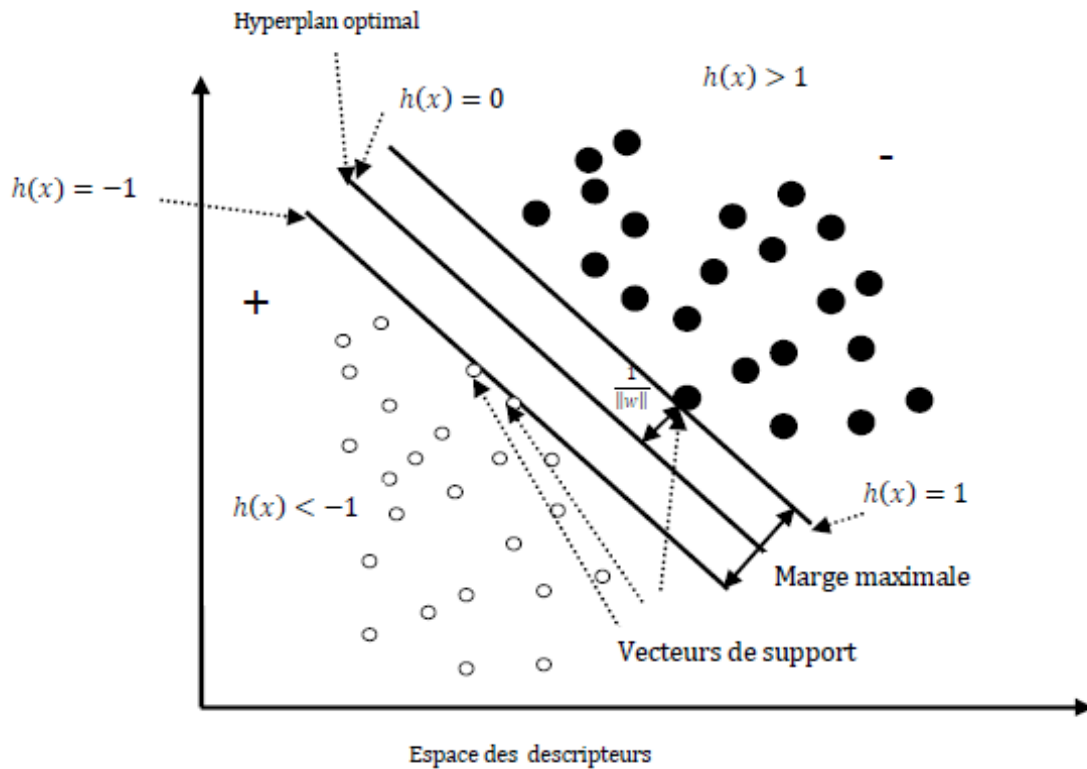 Hyperplan optimal
h(x) > 1
h(x) = 0
-
h(x) = −1
+
1
‖w‖
h(x) < −1
h(x) = 1
Marge maximale
Vecteurs de support
Espace des descripteurs